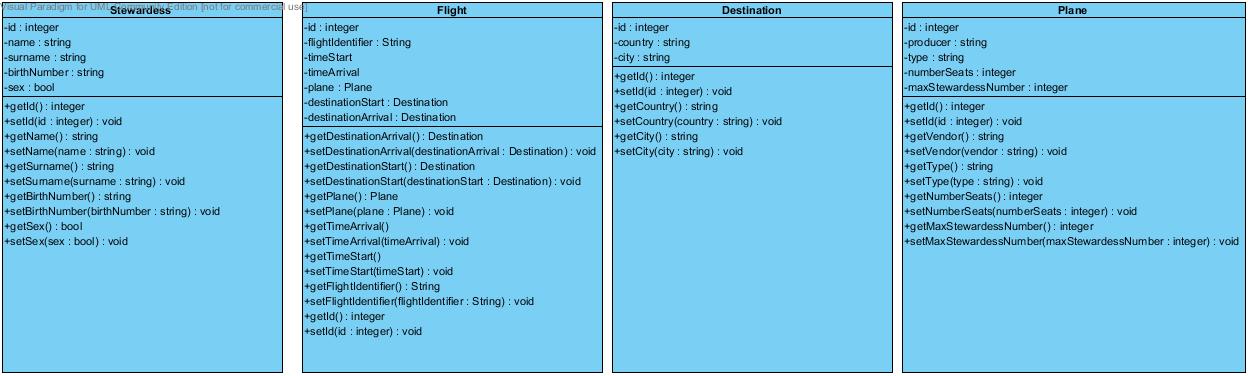 Visual Paradigm for UML Community Edition [not for commercial use]
Stewardess
-id : integer
-name : string
-surname : string
-birthNumber : string
-sex : bool
+getId() : integer
+setId(id : integer) : void
+getName() : string
+setName(name : string) : void
+getSurname() : string
+setSurname(surname : string) : void
+getBirthNumber() : string
+setBirthNumber(birthNumber : string) : void
+getSex() : bool
+setSex(sex : bool) : void
Flight
-id : integer
-flightIdentifier : String
-timeStart
-timeArrival
-plane : Plane
-destinationStart : Destination
-destinationArrival : Destination
+getDestinationArrival() : Destination
+setDestinationArrival(destinationArrival : Destination) : void
+getDestinationStart() : Destination
+setDestinationStart(destinationStart : Destination) : void
+getPlane() : Plane
+setPlane(plane : Plane) : void
+getTimeArrival()
+setTimeArrival(timeArrival) : void
+getTimeStart()
+setTimeStart(timeStart) : void
+getFlightIdentifier() : String
+setFlightIdentifier(flightIdentifier : String) : void
+getId() : integer
+setId(id : integer) : void
Destination
-id : integer
-country : string
-city : string
+getId() : integer
+setId(id : integer) : void
+getCountry() : string
+setCountry(country : string) : void
+getCity() : string
+setCity(city : string) : void
Plane
-id : integer
-producer : string
-type : string
-numberSeats : integer
-maxStewardessNumber : integer
+getId() : integer
+setId(id : integer) : void
+getVendor() : string
+setVendor(vendor : string) : void
+getType() : string
+setType(type : string) : void
+getNumberSeats() : integer
+setNumberSeats(numberSeats : integer) : void
+getMaxStewardessNumber() : integer
+setMaxStewardessNumber(maxStewardessNumber : integer) : void